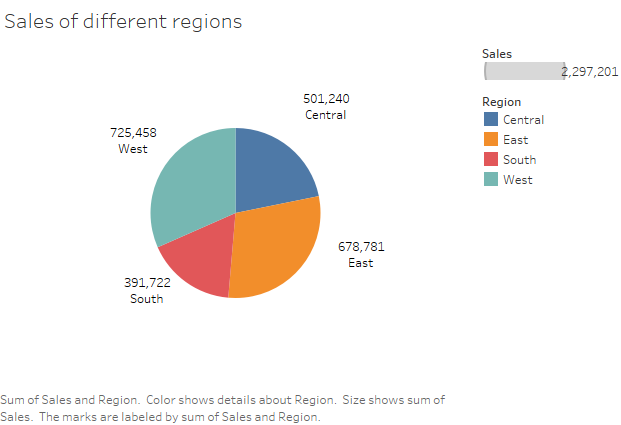 Sales of different regions
Sales
2,297,201
Region
Central
East
South
West
501,240
Central
725,458
West
678,781
East
391,722
South
Sum of Sales and Region.  Color shows details about Region.  Size shows sum of
Sales.  The marks are labeled by sum of Sales and Region.